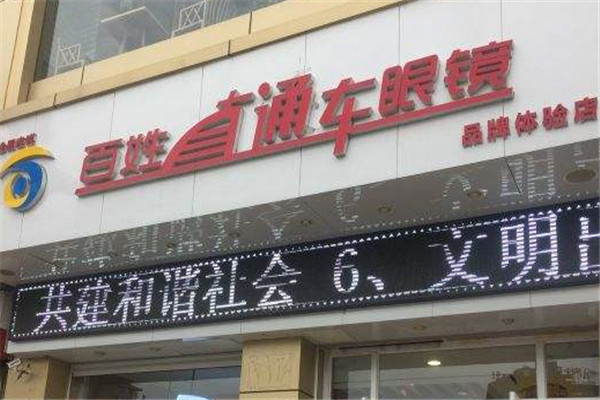 百姓直通车眼镜
品牌体验店
共建和谐社会 6、文明出